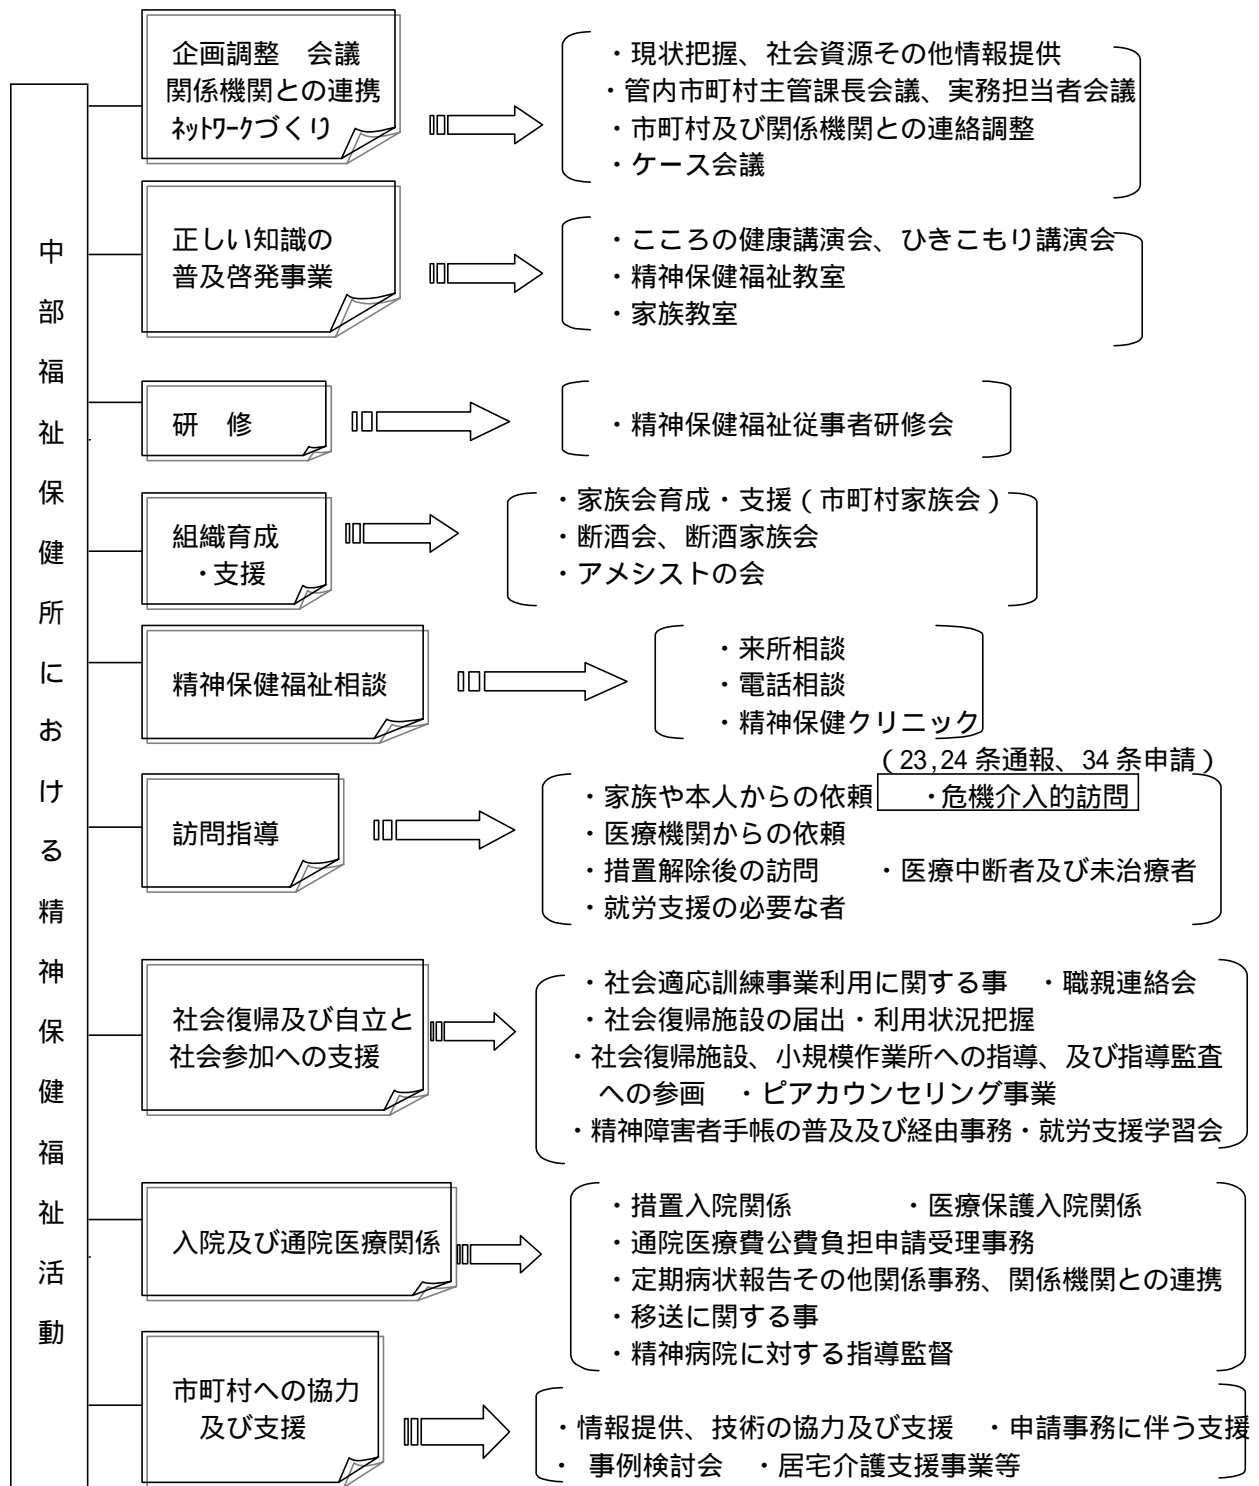 中部福祉保健所における精神保健福祉活動
企画調整　会議
関係機関との連携
ﾈｯﾄﾜｰｸづくり
・現状把握、社会資源その他情報提供
・管内市町村主管課長会議、実務担当者会議
・市町村及び関係機関との連絡調整
・ケース会議
正しい知識の
普及啓発事業
・こころの健康講演会、ひきこもり講演会
・精神保健福祉教室
・家族教室
研　修
・精神保健福祉従事者研修会
組織育成
・支援
・家族会育成・支援（市町村家族会）
・断酒会、断酒家族会
・アメシストの会
精神保健福祉相談
・来所相談
・電話相談
・精神保健クリニック
訪問指導
（23,24条通報、34条申請）
・家族や本人からの依頼　・危機介入的訪問
・医療機関からの依頼
・措置解除後の訪問　・医療中断者及び未治療者
・就労支援の必要な者
社会復帰及び自立と
社会参加への支援
・社会適応訓練事業利用に関する事　・職親連絡会
・社会復帰施設の届出・利用状況把握
・社会復帰施設、小規模作業所への指導、及び指導監査
への参画　・ピアカウンセリング事業
・精神障害者手帳の普及及び経由事務・就労支援学習会
入院及び通院医療関係
・措置入院関係　・医療保護入院関係
・通院医療費公費負担申請受理事務
・定期病状報告その他関係事務、関係機関との連携
・移送に関する事
・精神病院に対する指導監督
市町村への協力
及び支援
・情報提供、技術の協力及び支援　・申請事務に伴う支援
・ 事例検討会　・居宅介護支援事業等